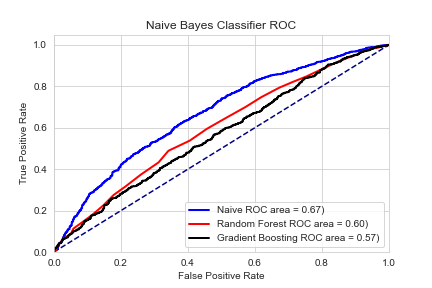 Naive Bayes Classifier ROC
1.0
0.8
0.6
0.4
0.2
0.0
True Positive Rate
Naive ROC area = 0.67)
Random Forest ROC area = 0.60)
Gradient Boosting ROC area = 0.57)
0.0 0.2 0.4 0.6 0.8 1.0
False Positive Rate